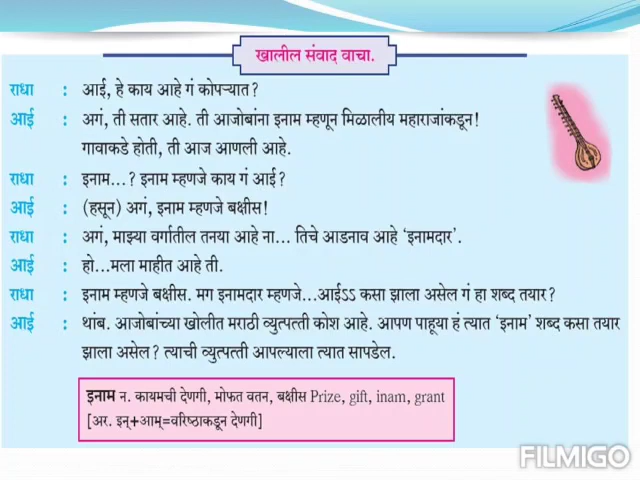 खालील संवाद वाचा.
राधा : आई, हे काय आहे गं कोपऱ्यात?
आई : अगं, ती सतार आहे. ती आजोबांना इनाम म्हणून मिळालीय महाराजांकडून!
गावाकडे होती, ती आज आणली आहे.
राधा : इनाम...? इनाम म्हणजे काय गं आई?
आई : (हसून) अगं, इनाम म्हणजे बक्षीस!
राधा : अगं, माझ्या वर्गातील तनया आहे ना... तिचे आडनाव आहे ‘इनामदार’.
आई : हो...मला माहीत आहे ती.
राधा : इनाम म्हणजे बक्षीस. मग इनामदार म्हणजे...आईऽऽ कसा झाला असेल गं हा शब्द तयार?
आई : थांब. आजोबांच्या खोलीत मराठी व्युत्पत्ती कोश आहे. आपण पाहूया हं त्यात ‘इनाम’ शब्द कसा तयार
झाला असेल? त्याची व्युत्पत्ती आपल्याला त्यात सापडेल.
इनाम न. कायमची देणगी, मोफत वतन, बक्षीस Prize, gift, inam, grant
[अर. इन्+आम्=वरिष्ठाकडून देणगी]
FILMIGO